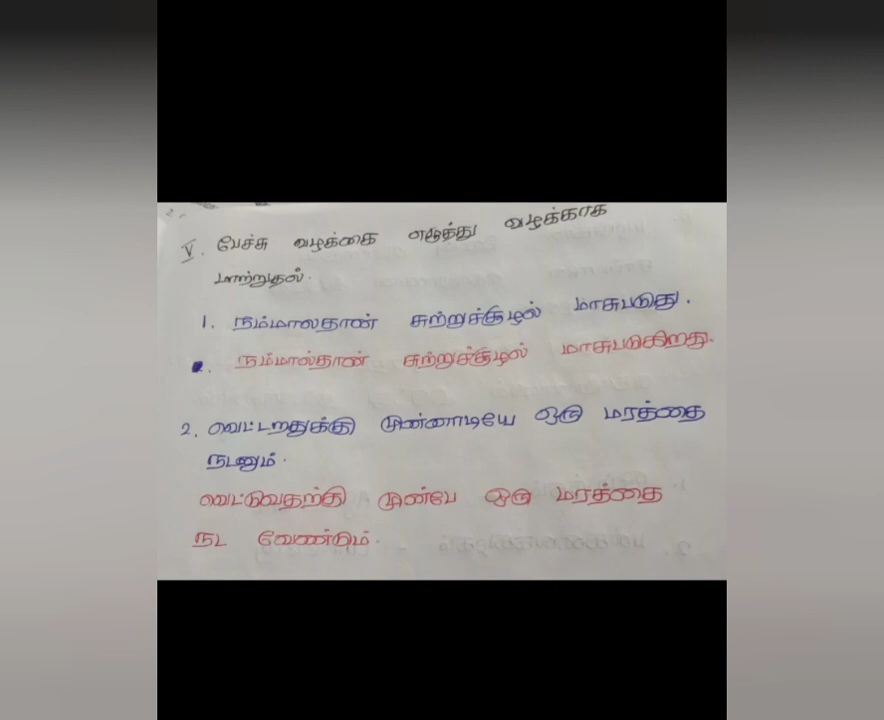 V. பேச்சு வழக்கை எழுத்து வழக்காக
மாற்றுதல்.
1. நம்மாலதான் சுற்றுச்சூழல் மாசுபடுது.
நம்மால்தான் சுற்றுச்சூழல் மாசுபடுகிறது.
2. வெட்டறதுக்கு முன்னாடியே ஒரு மரத்தை
நடனும்.
வெட்டுவதற்கு முன்பே ஒரு மரத்தை
நட வேண்டும்.